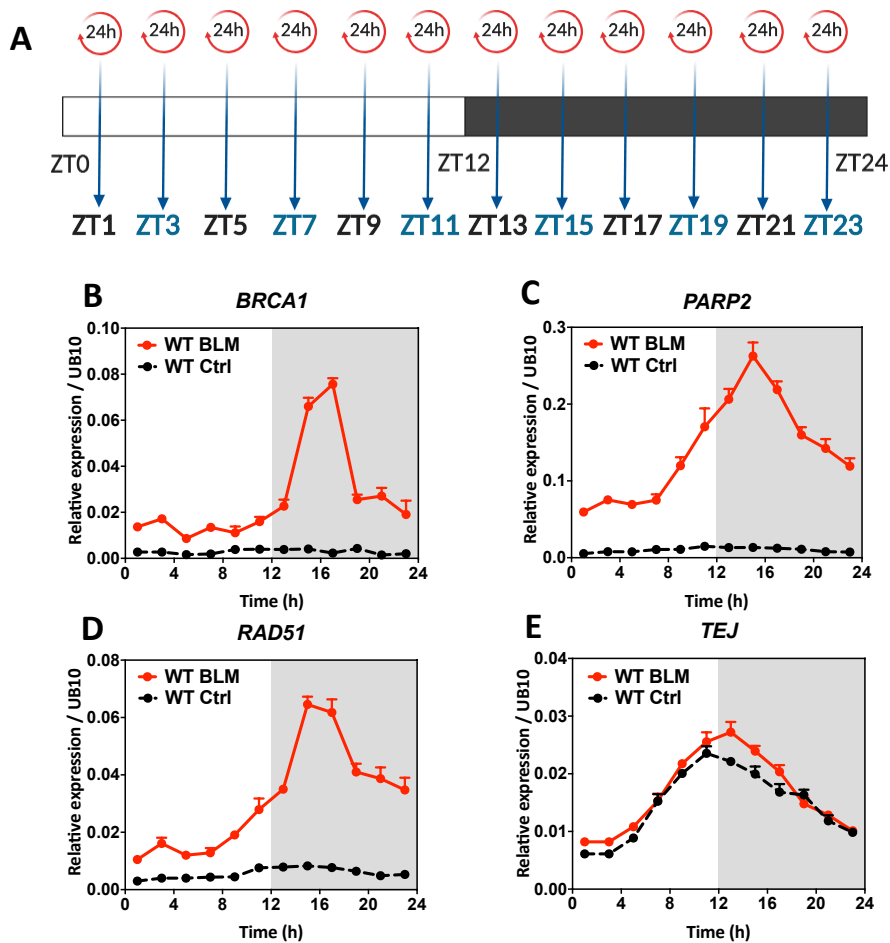 A
24h 24h 24h 24h 24h 24h 24h 24h 24h 24h 24h 24h
ZT0 ZT12 ZT24
ZT1 ZT3 ZT5 ZT7 ZT9 ZT11 ZT13 ZT15 ZT17 ZT19 ZT21 ZT23
B
BRCA1
Relative expression / UB10
0.10
0.08
0.06
0.04
0.02
0.00
WT BLM
WT Ctrl
0 4 8 12 16 20 24
Time (h)
C
PARP2
Relative expression / UB10
0.3
0.2
0.1
0.0
WT BLM
WT Ctrl
0 4 8 12 16 20 24
Time (h)
D
RAD51
Relative expression / UB10
0.08
0.06
0.04
0.02
0.00
WT BLM
WT Ctrl
0 4 8 12 16 20 24
Time (h)
E
TEJ
Relative expression / UB10
0.04
0.03
0.02
0.01
0.00
WT BLM
WT Ctrl
0 4 8 12 16 20 24
Time (h)